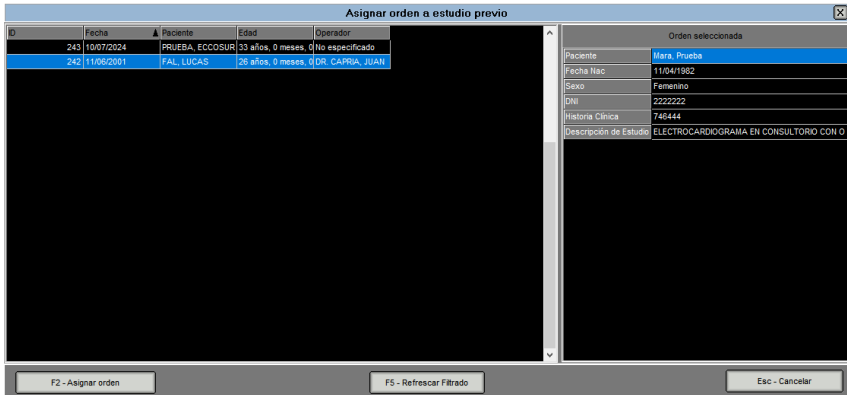 Asignar orden a estudio previo
ID Fecha Paciente Edad Operador
243 10/07/2024 PRUEBA, ECCOSUR 33 años, 0 meses, 0 No especificado
242 11/06/2001 FAL, LUCAS 26 años, 0 meses, 0 DR. CAPRIA, JUAN
Orden seleccionada
Paciente Mara, Prueba
Fecha Nac 11/04/1982
Sexo Femenino
DNI 2222222
Historia Clínica 746444
Descripción de Estudio ELECTROCARDIOGRAMA EN CONSULTORIO CON O
F2 - Asignar orden
F5 - Refrescar Filtrado
Esc - Cancelar